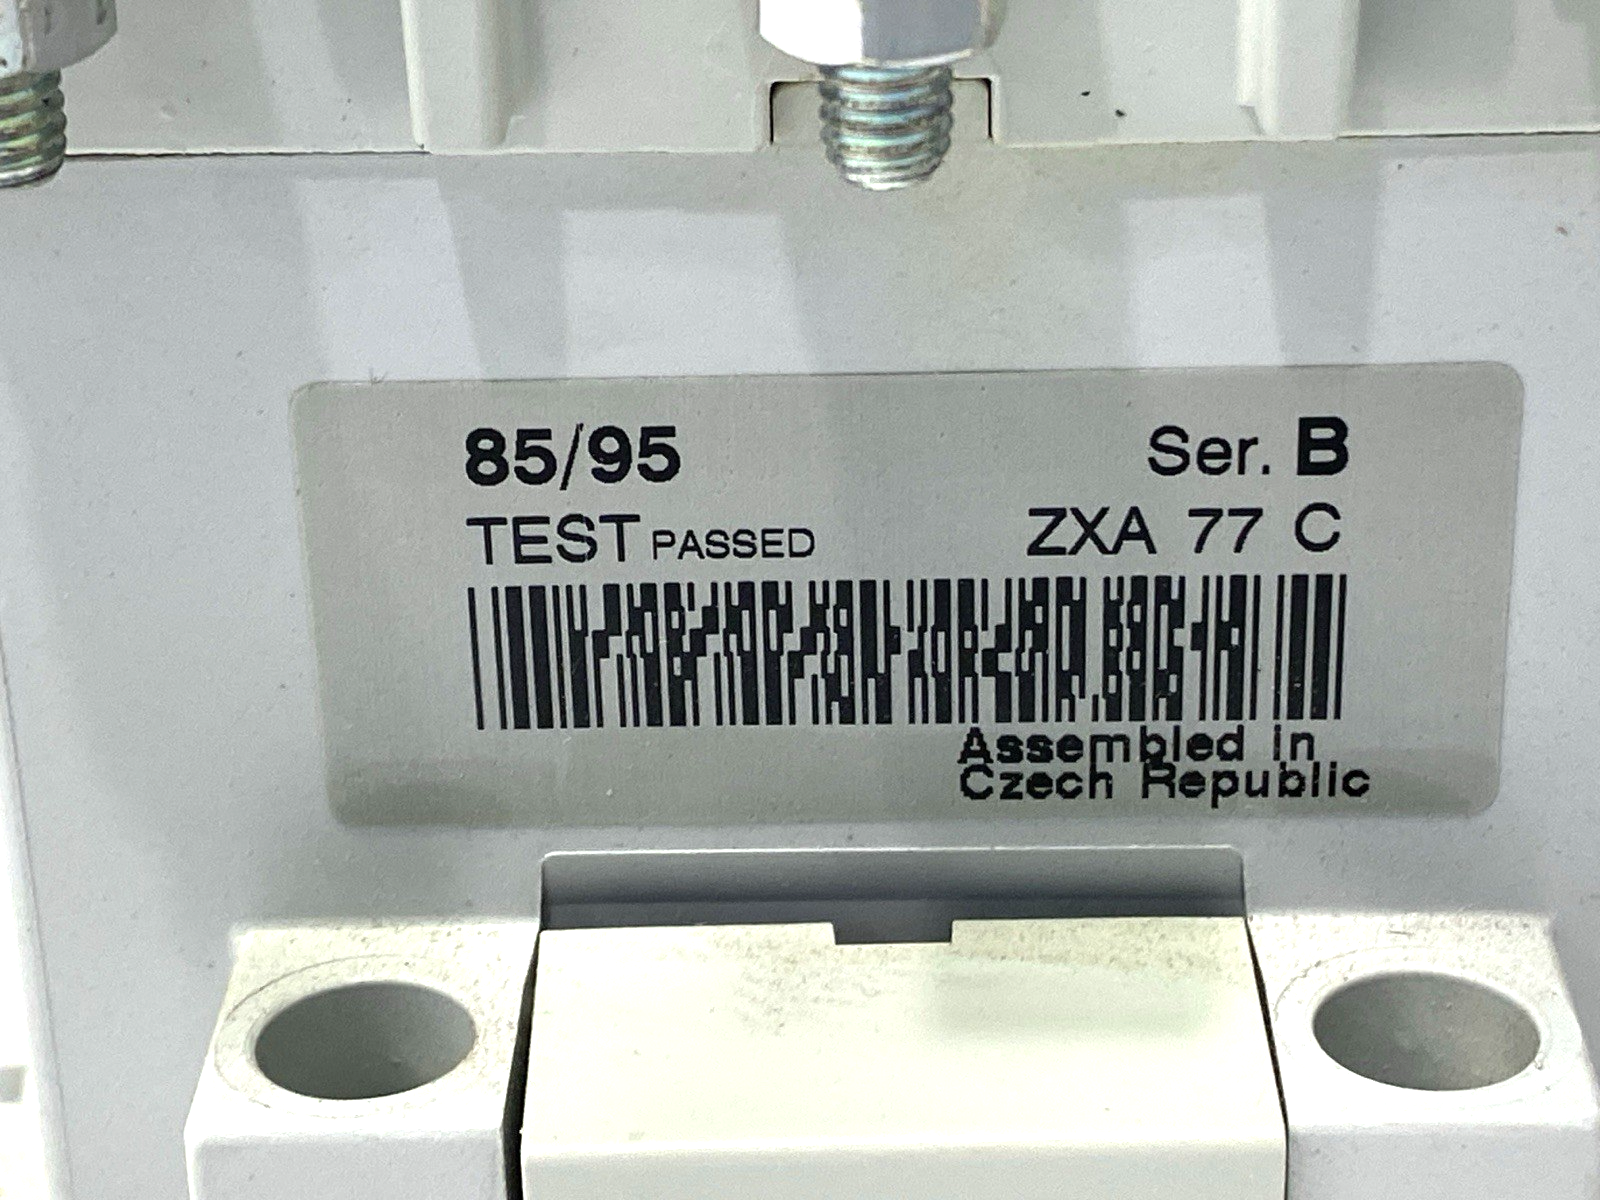 85/95 Ser. B
TEST PASSED ZXA 77 C
Assembled in
Czech Republic